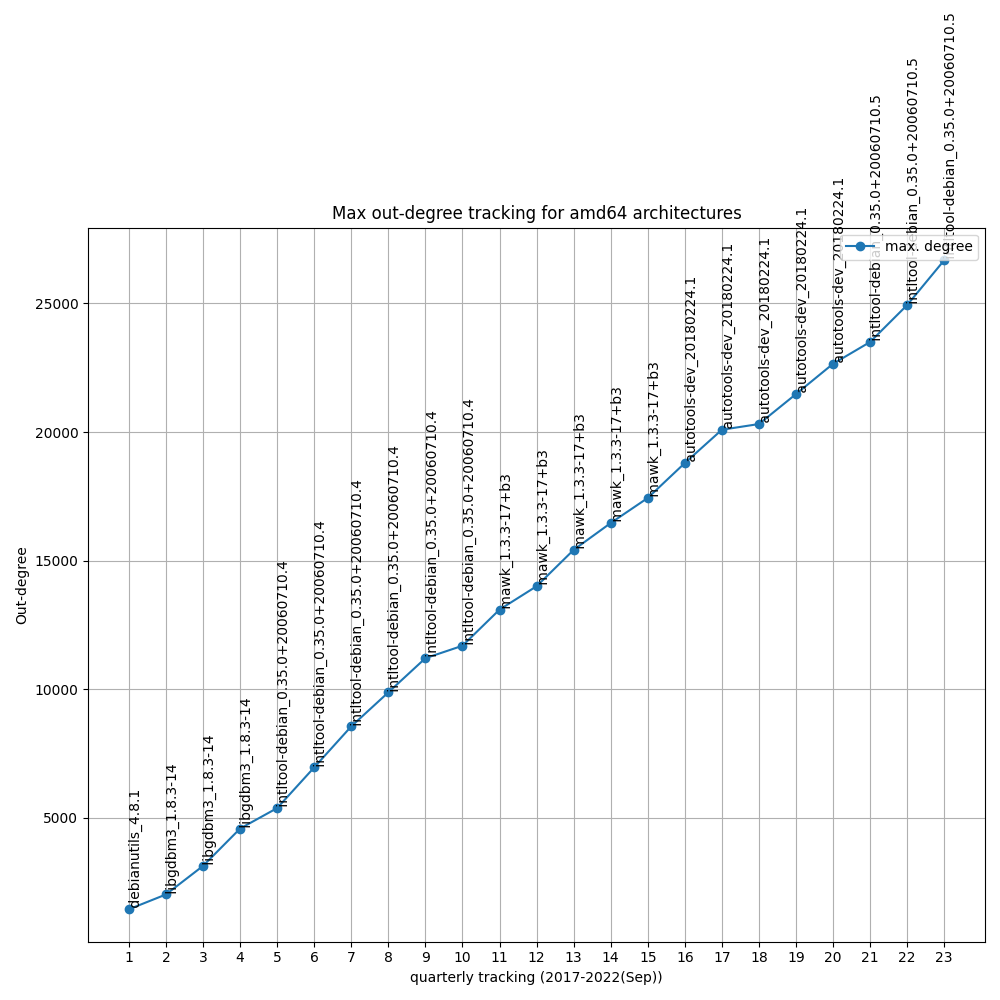 Max out-degree tracking for amd64 architectures
max. degree
Out-degree
25000
20000
15000
10000
5000
debianutils_4.8.1
libgdbm3_1.8.3-14
libgdbm3_1.8.3-14
libgdbm3_1.8.3-14
intltool-debian_0.35.0+20060710.4
intltool-debian_0.35.0+20060710.4
intltool-debian_0.35.0+20060710.4
intltool-debian_0.35.0+20060710.4
intltool-debian_0.35.0+20060710.4
intltool-debian_0.35.0+20060710.4
mawk_1.3.3-17+b3
mawk_1.3.3-17+b3
mawk_1.3.3-17+b3
mawk_1.3.3-17+b3
mawk_1.3.3-17+b3
autotools-dev_20180224.1
autotools-dev_20180224.1
autotools-dev_20180224.1
autotools-dev_20180224.1
autotools-dev_20180224.1
intltool-debian_0.35.0+20060710.5
intltool-debian_0.35.0+20060710.5
intltool-debian_0.35.0+20060710.5
1 2 3 4 5 6 7 8 9 10 11 12 13 14 15 16 17 18 19 20 21 22 23
quarterly tracking (2017-2022(Sep))